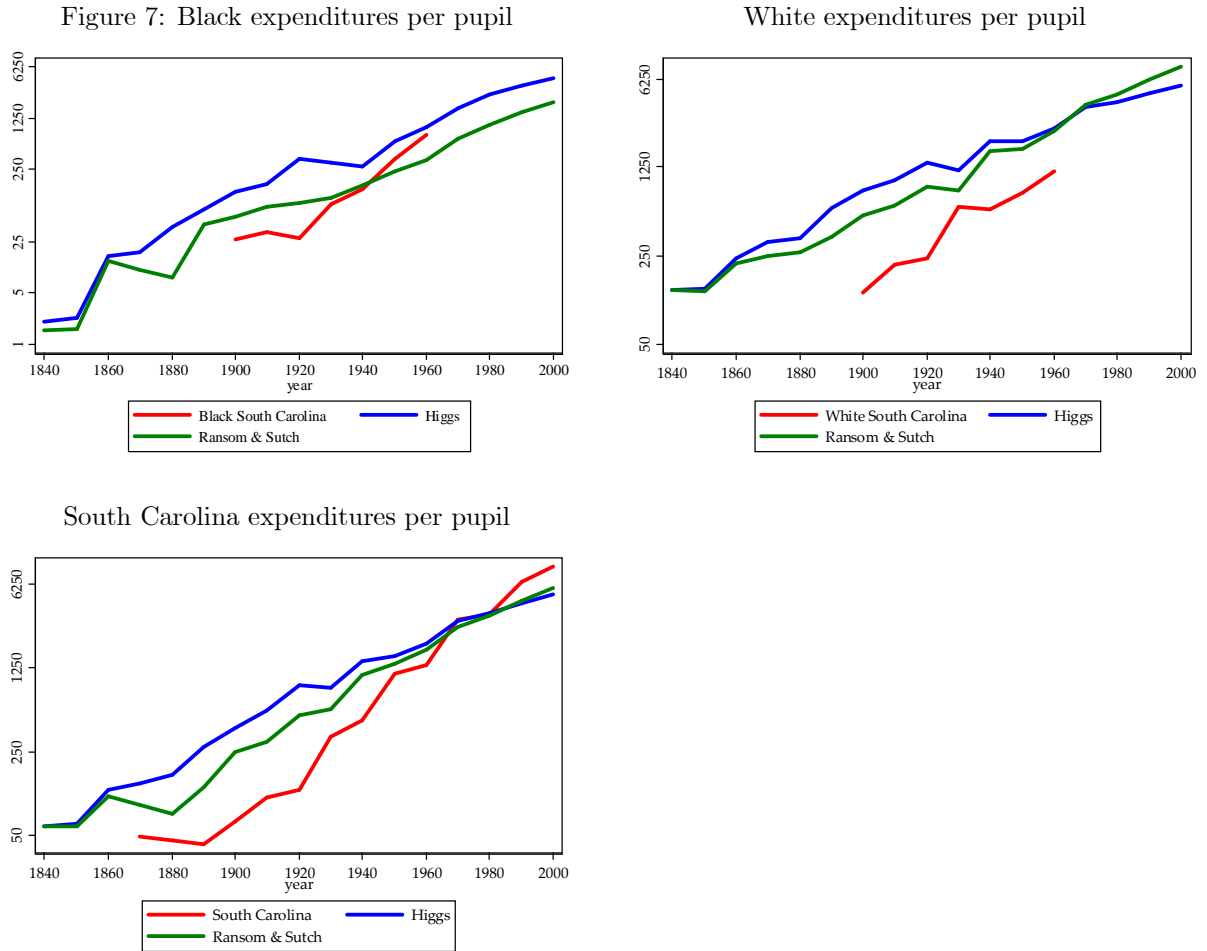 Figure 7: Black expenditures per pupil
6250
1250
250
25
5
1
1840 1860 1880 1900 1920 1940 1960 1980 2000
year
Black South Carolina Higgs
Ransom & Sutch
White expenditures per pupil
6250
1250
250
50
1840 1860 1880 1900 1920 1940 1960 1980 2000
year
White South Carolina Higgs
Ransom & Sutch
South Carolina expenditures per pupil
6250
1250
250
50
1840 1860 1880 1900 1920 1940 1960 1980 2000
year
South Carolina Higgs
Ransom & Sutch